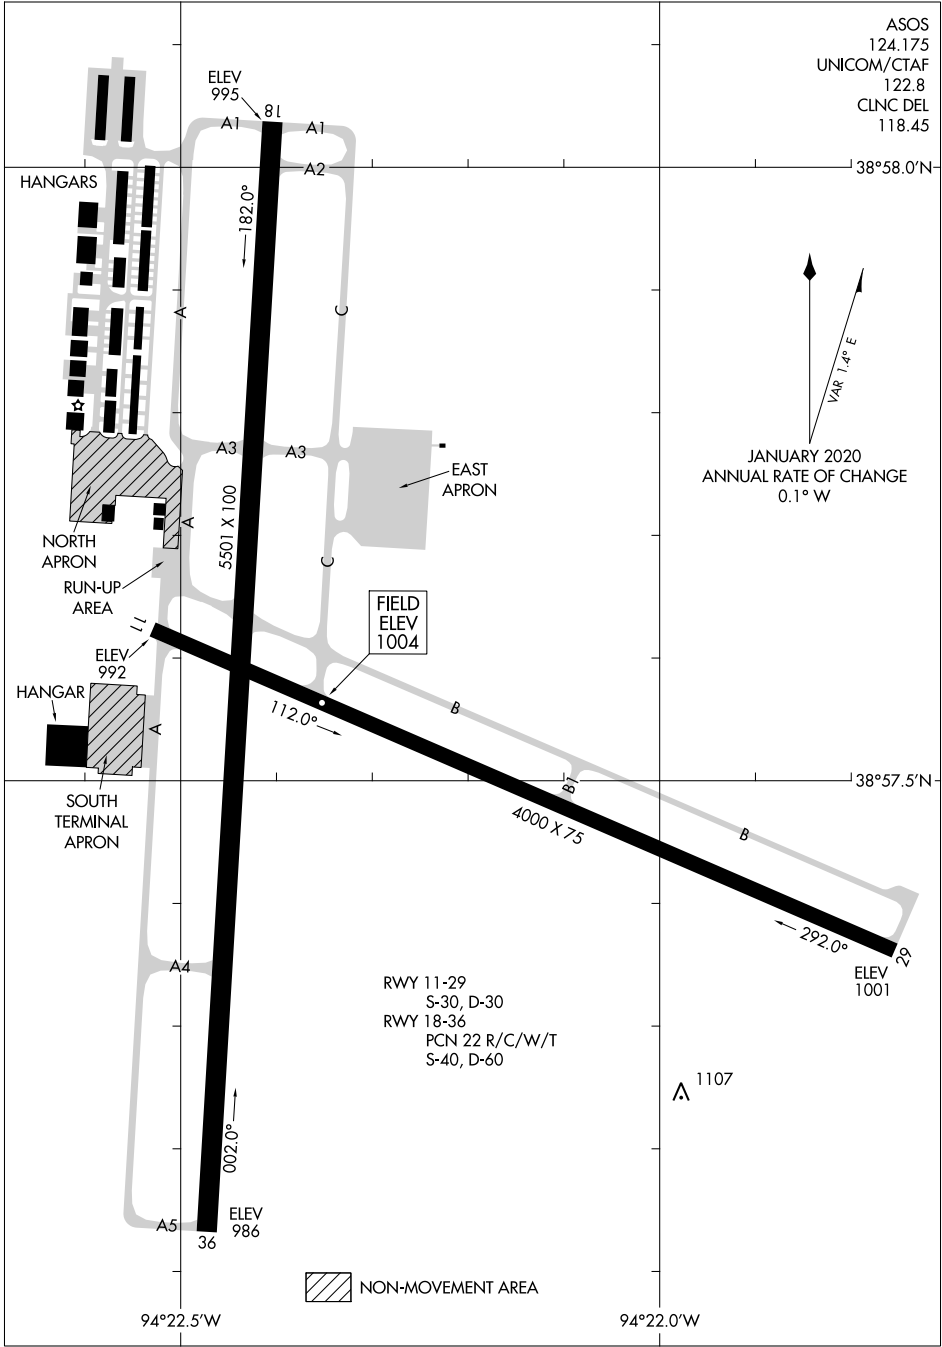 ASOS
124.175
UNICOM/CTAF
122.8
CLNC DEL
118.45
ELEV
995
18
A1
A1
A2
38°58.0'N
HANGARS
182.0°
A
C
VAR 1.4° E
JANUARY 2020
ANNUAL RATE OF CHANGE
0.1° W
A3
A3
EAST
APRON
5501 X 100
A
NORTH
APRON
C
RUN-UP
AREA
FIELD
ELEV
1004
11
ELEV
992
HANGAR
112.0°
B
A
38°57.5'N
B1
SOUTH
TERMINAL
APRON
4000 X 75
B
292.0°
29
ELEV
1001
A4
RWY 11-29
S-30, D-30
RWY 18-36
PCN 22 R/C/W/T
S-40, D-60
1107
002.0°
A5
ELEV
986
36
NON-MOVEMENT AREA
94°22.5'W
94°22.0'W